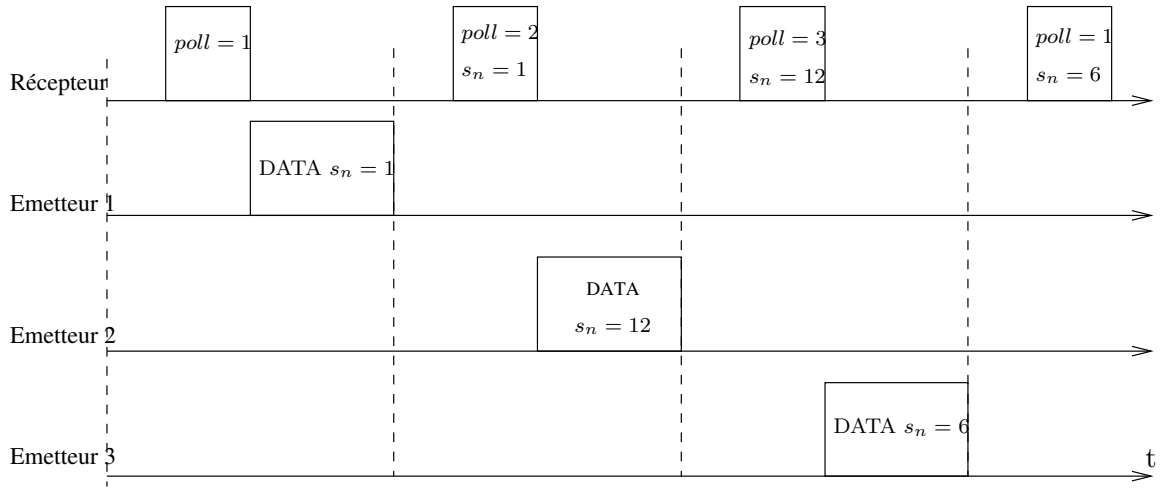 poll = 1
poll = 2
s_n = 1
poll = 3
s_n = 12
poll = 1
s_n = 6
Récepteur
DATA s_n = 1
Emetteur 1
DATA
s_n = 12
Emetteur 2
DATA s_n = 6
Emetteur 3
t